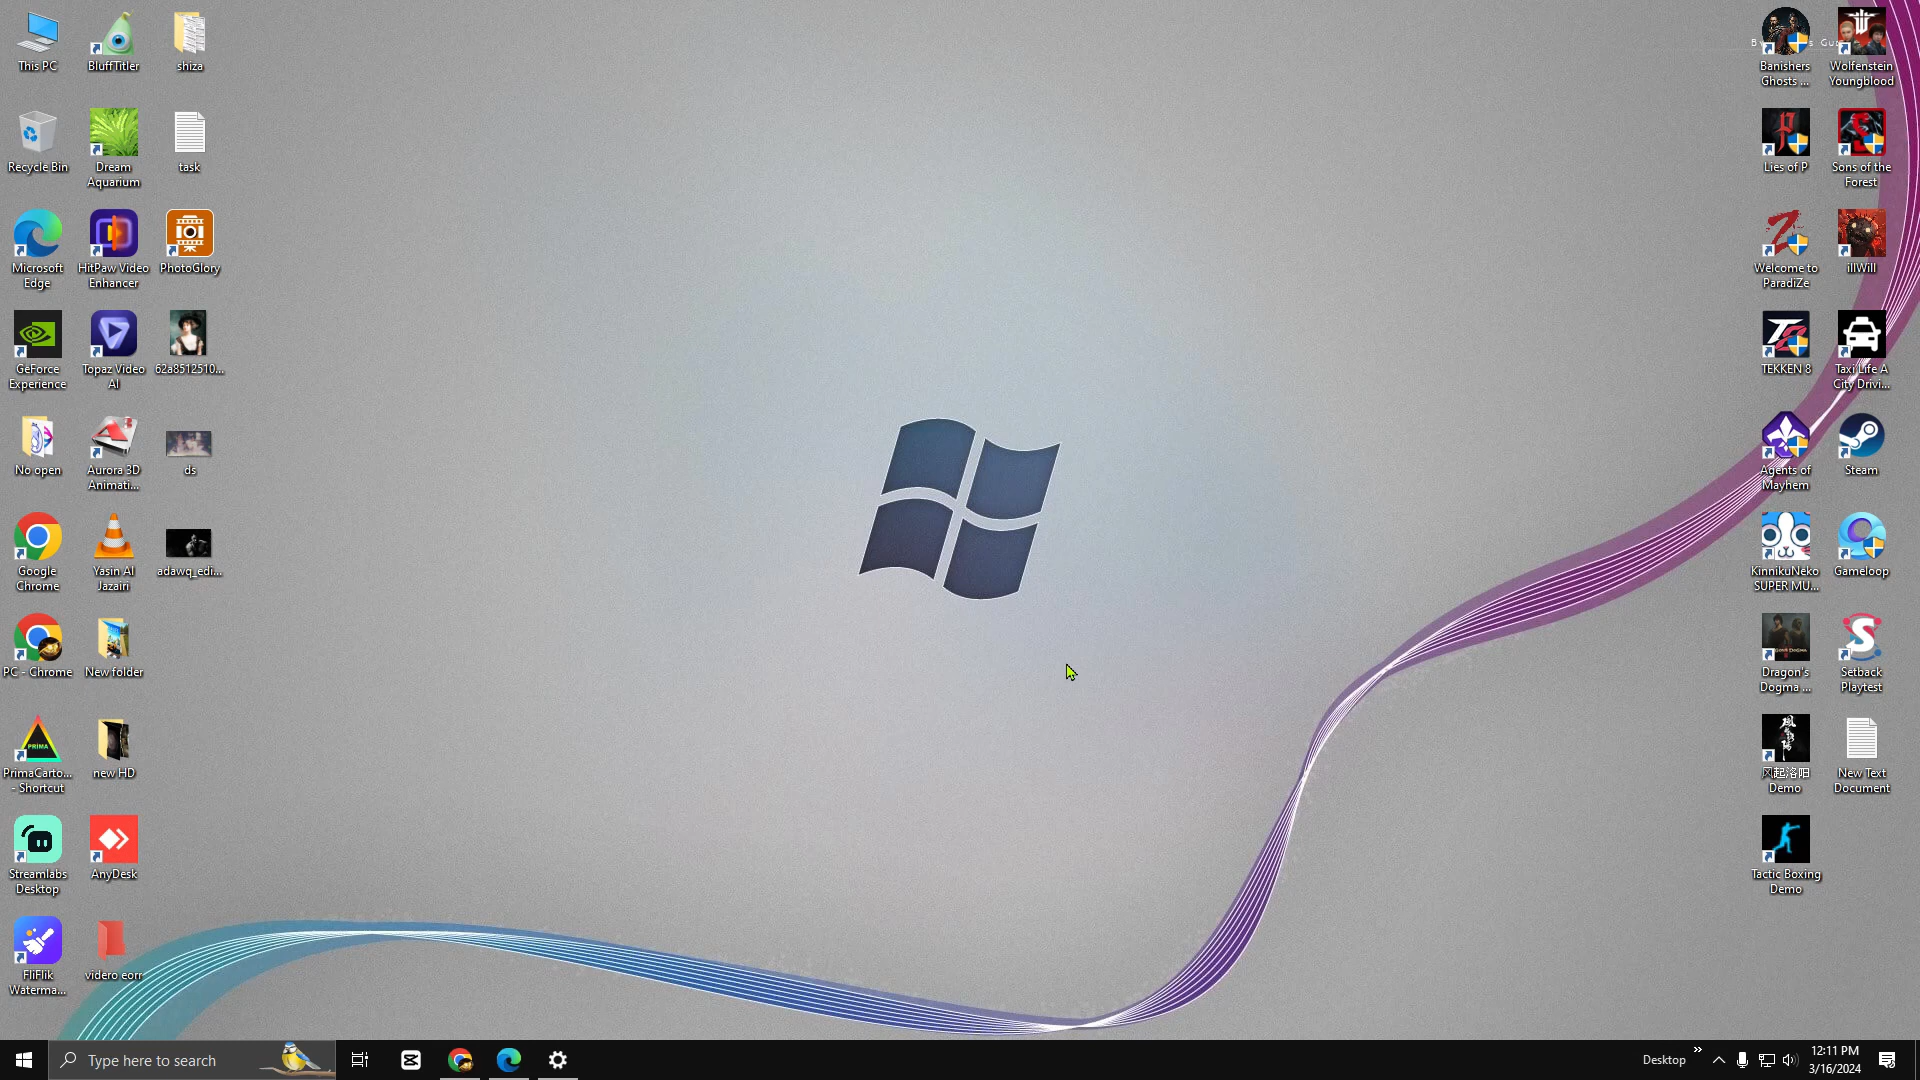 This PC
BluffTitler
shiza
Recycle Bin
Dream
Aquarium
task
Microsoft
Edge
HitPaw Video
Enhancer
PhotoGlory
GeForce
Experience
Topaz Video
AI
62a8512510...
No open
Aurora 3D
Animati...
ds
Google
Chrome
Yasin Al
Jazairi
adawq_edi...
PC - Chrome
New folder
PRIMA
PrimaCarto...
- Shortcut
new HD
Streamlabs
Desktop
AnyDesk
FliFlik
Waterma...
videro eorr
Banishers
Ghosts ...
Wolfenstein
Youngblood
Lies of P
Sons of the
Forest
Welcome to
ParadiZe
illWill
TEKKEN 8
Taxi Life A
City Drivi...
Agents of
Mayhem
Steam
KinnikuNeko
SUPER MU...
Gameloop
Dragon's
Dogma ...
Setback
Playtest
风起洛阳
Demo
New Text
Document
Tactic Boxing
Demo
Type here to search
Desktop
12:11 PM
3/16/2024